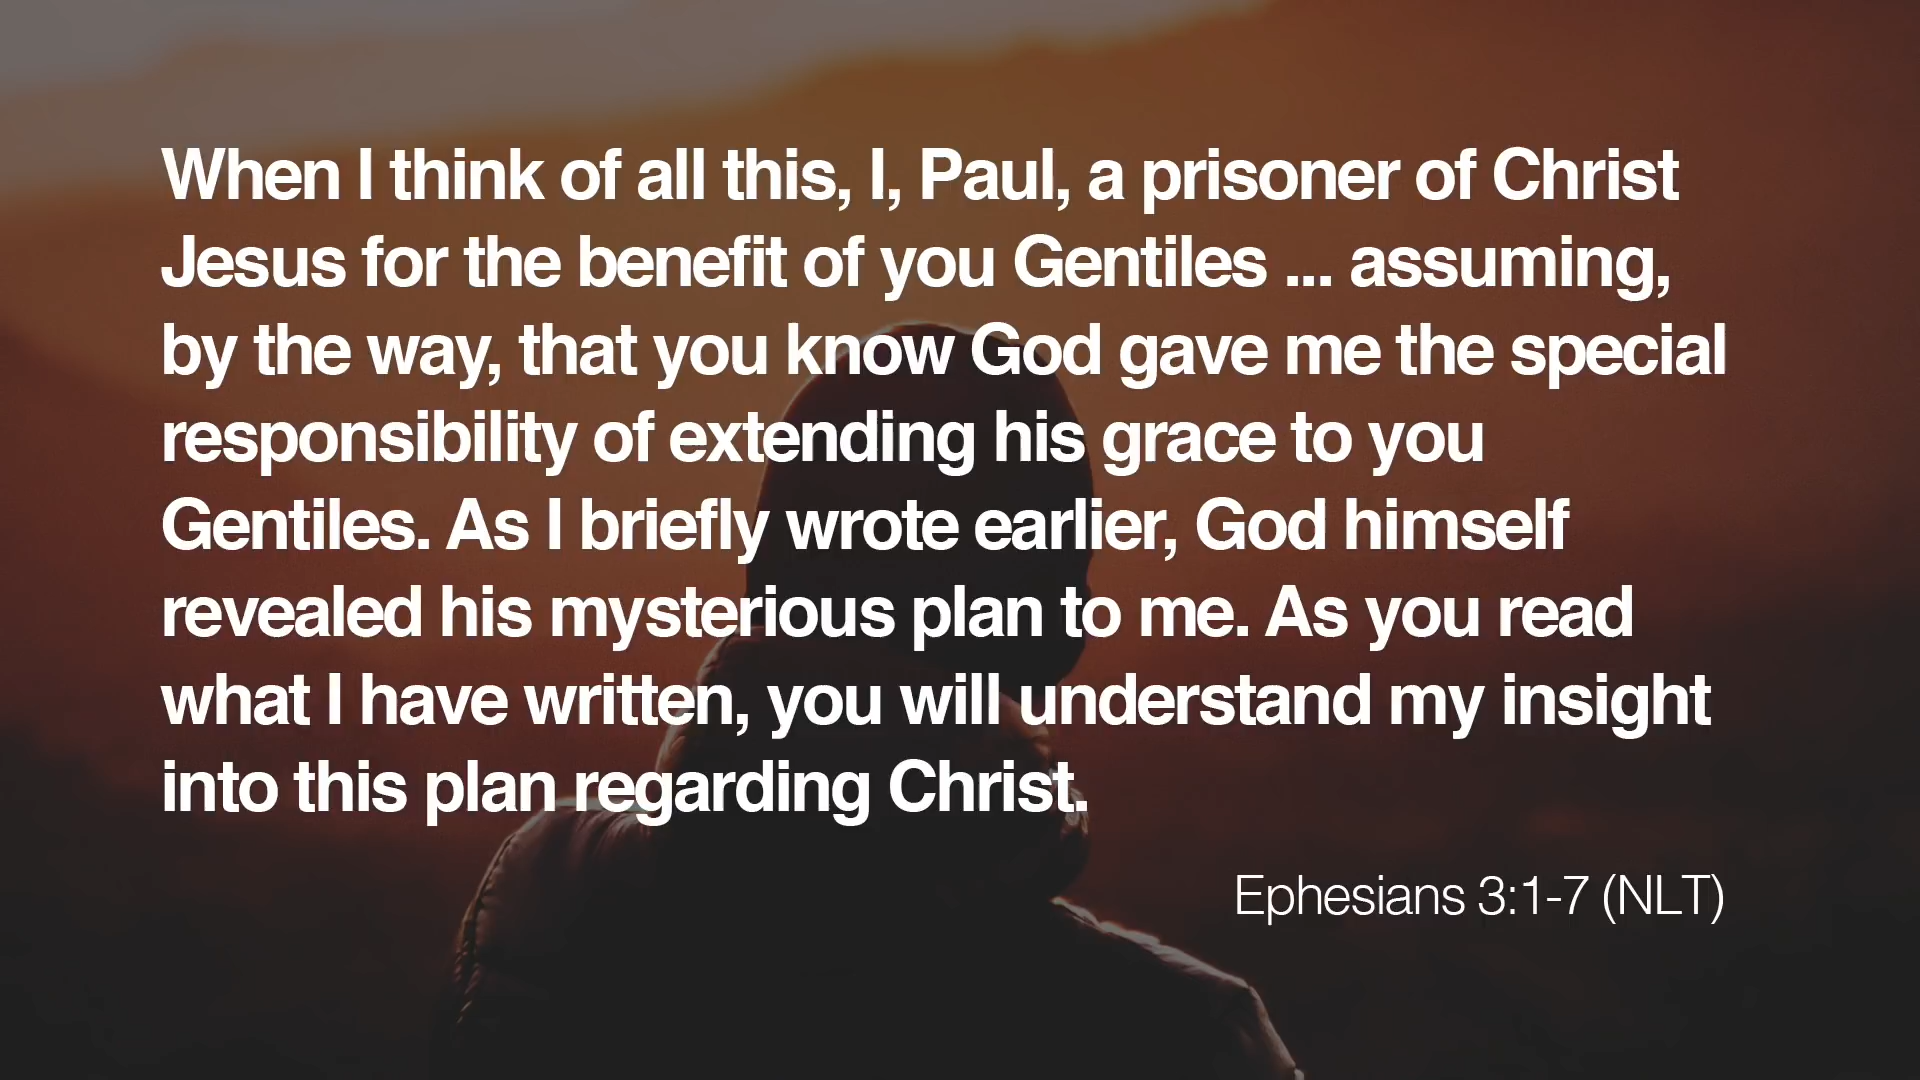 When I think of all this, I, Paul, a prisoner of Christ
Jesus for the benefit of you Gentiles ... assuming,
by the way, that you know God gave me the special
responsibility of extending his grace to you
Gentiles. As I briefly wrote earlier, God himself
revealed his mysterious plan to me. As you read
what I have written, you will understand my insight
into this plan regarding Christ.
Ephesians 3:1-7 (NLT)